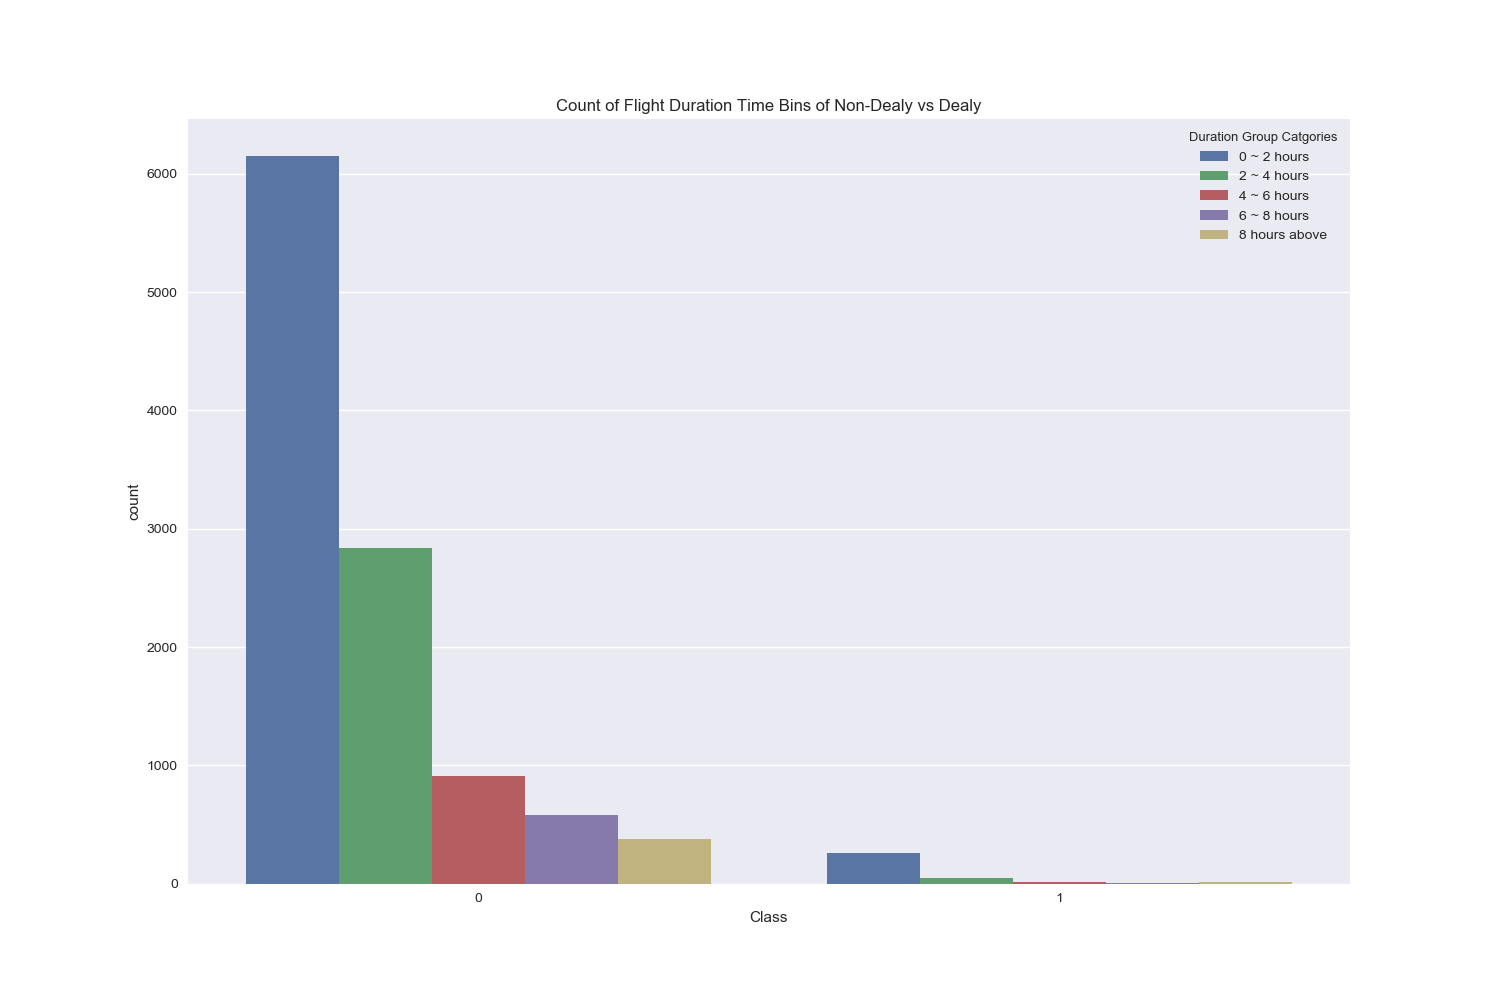 Count of Flight Duration Time Bins of Non-Dealy vs Dealy
Duration Group Catgories
0 ~ 2 hours
2 ~ 4 hours
4 ~ 6 hours
6 ~ 8 hours
8 hours above
6000
5000
4000
3000
2000
1000
0
count
0
1
Class